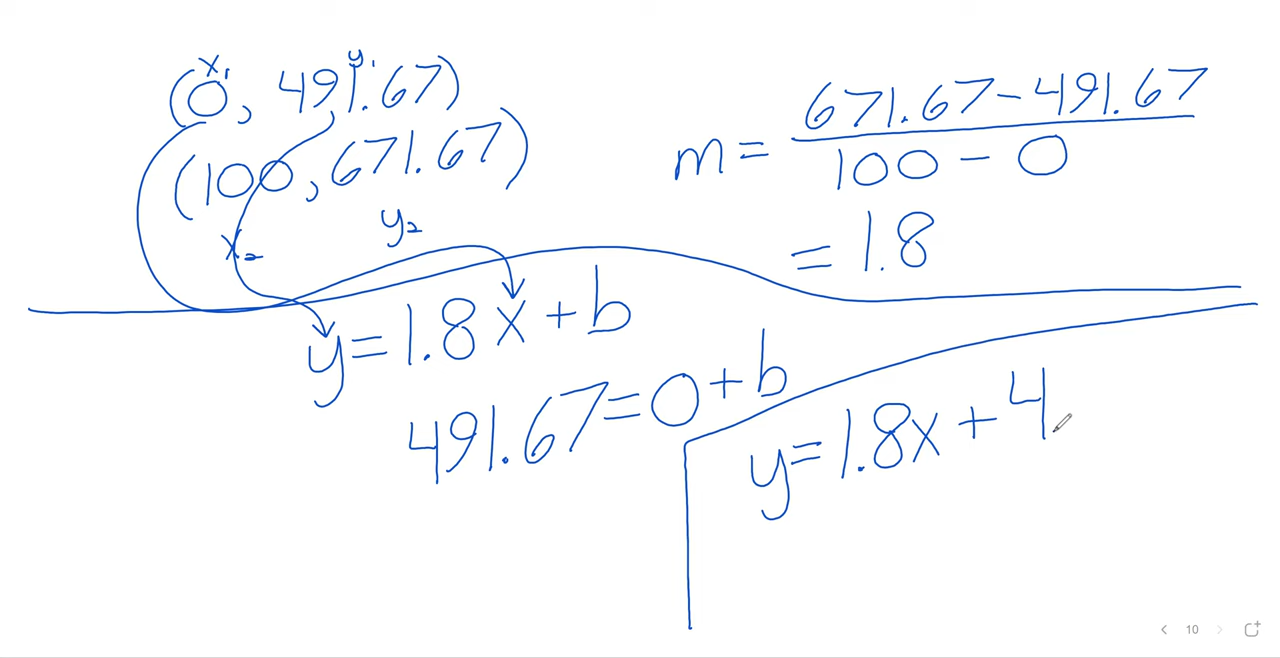 x₁ y₁
(0, 491.67)
(100, 671.67)
x₂ y₂
m = (671.67 - 491.67) / (100 - 0)
= 1.8
y = 1.8x + b
491.67 = 0 + b
y = 1.8x + 4
10